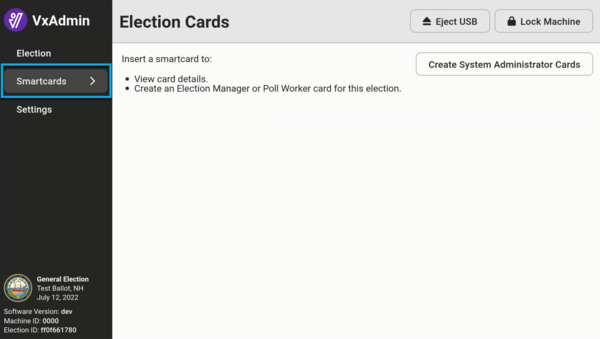 VxAdmin
Election
Smartcards
Settings
General Election
Test Ballot, NH
July 12, 2022
Software Version: dev
Machine ID: 0000
Election ID: ff0f661780
Election Cards
Eject USB
Lock Machine
Insert a smartcard to:
• View card details.
• Create an Election Manager or Poll Worker card for this election.
Create System Administrator Cards